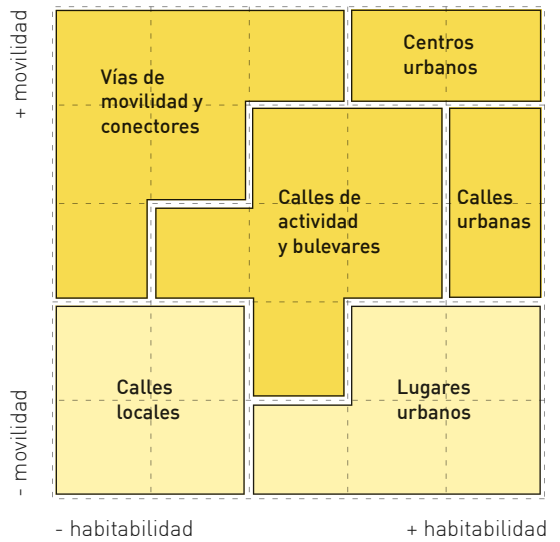 + movilidad
Vías de
movilidad y
conectores
Centros
urbanos
Calles de
actividad
y bulevares
Calles
urbanas
Calles
locales
Lugares
urbanos
- movilidad
- habitabilidad
+ habitabilidad